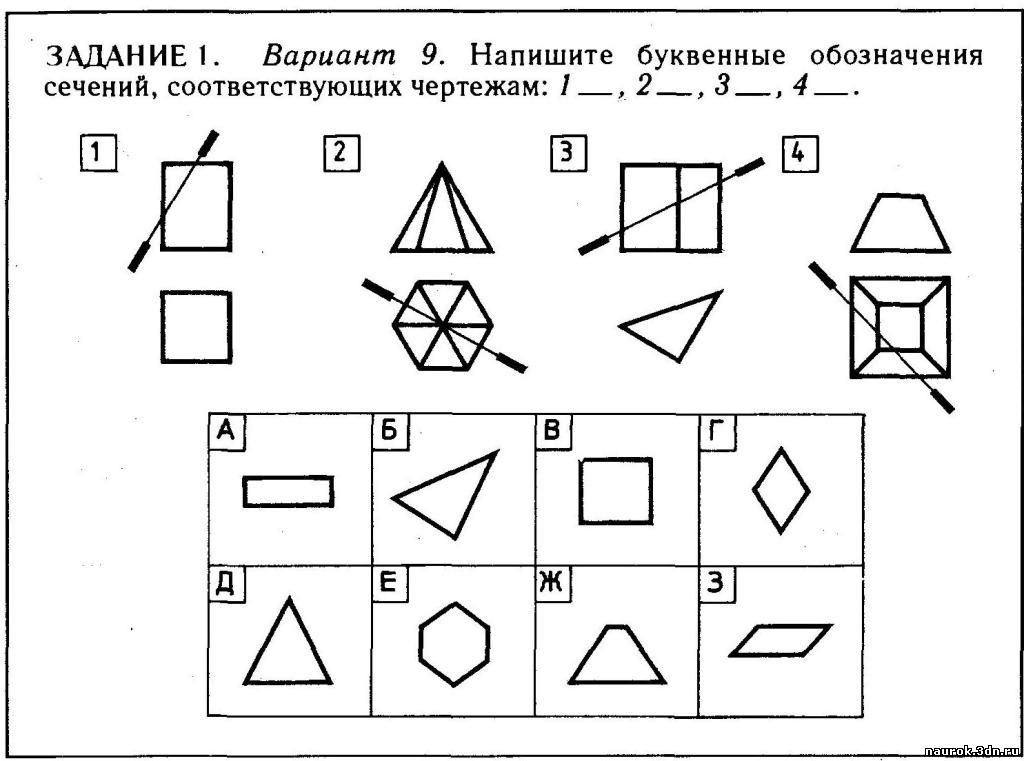 ЗАДАНИЕ 1. Вариант 9. Напишите буквенные обозначения
сечений, соответствующих чертежам: 1 __ , 2 __ , 3 __ , 4 __ .
1 2 3 4
А Б В Г
Д Е Ж З
naurok.3dn.ru